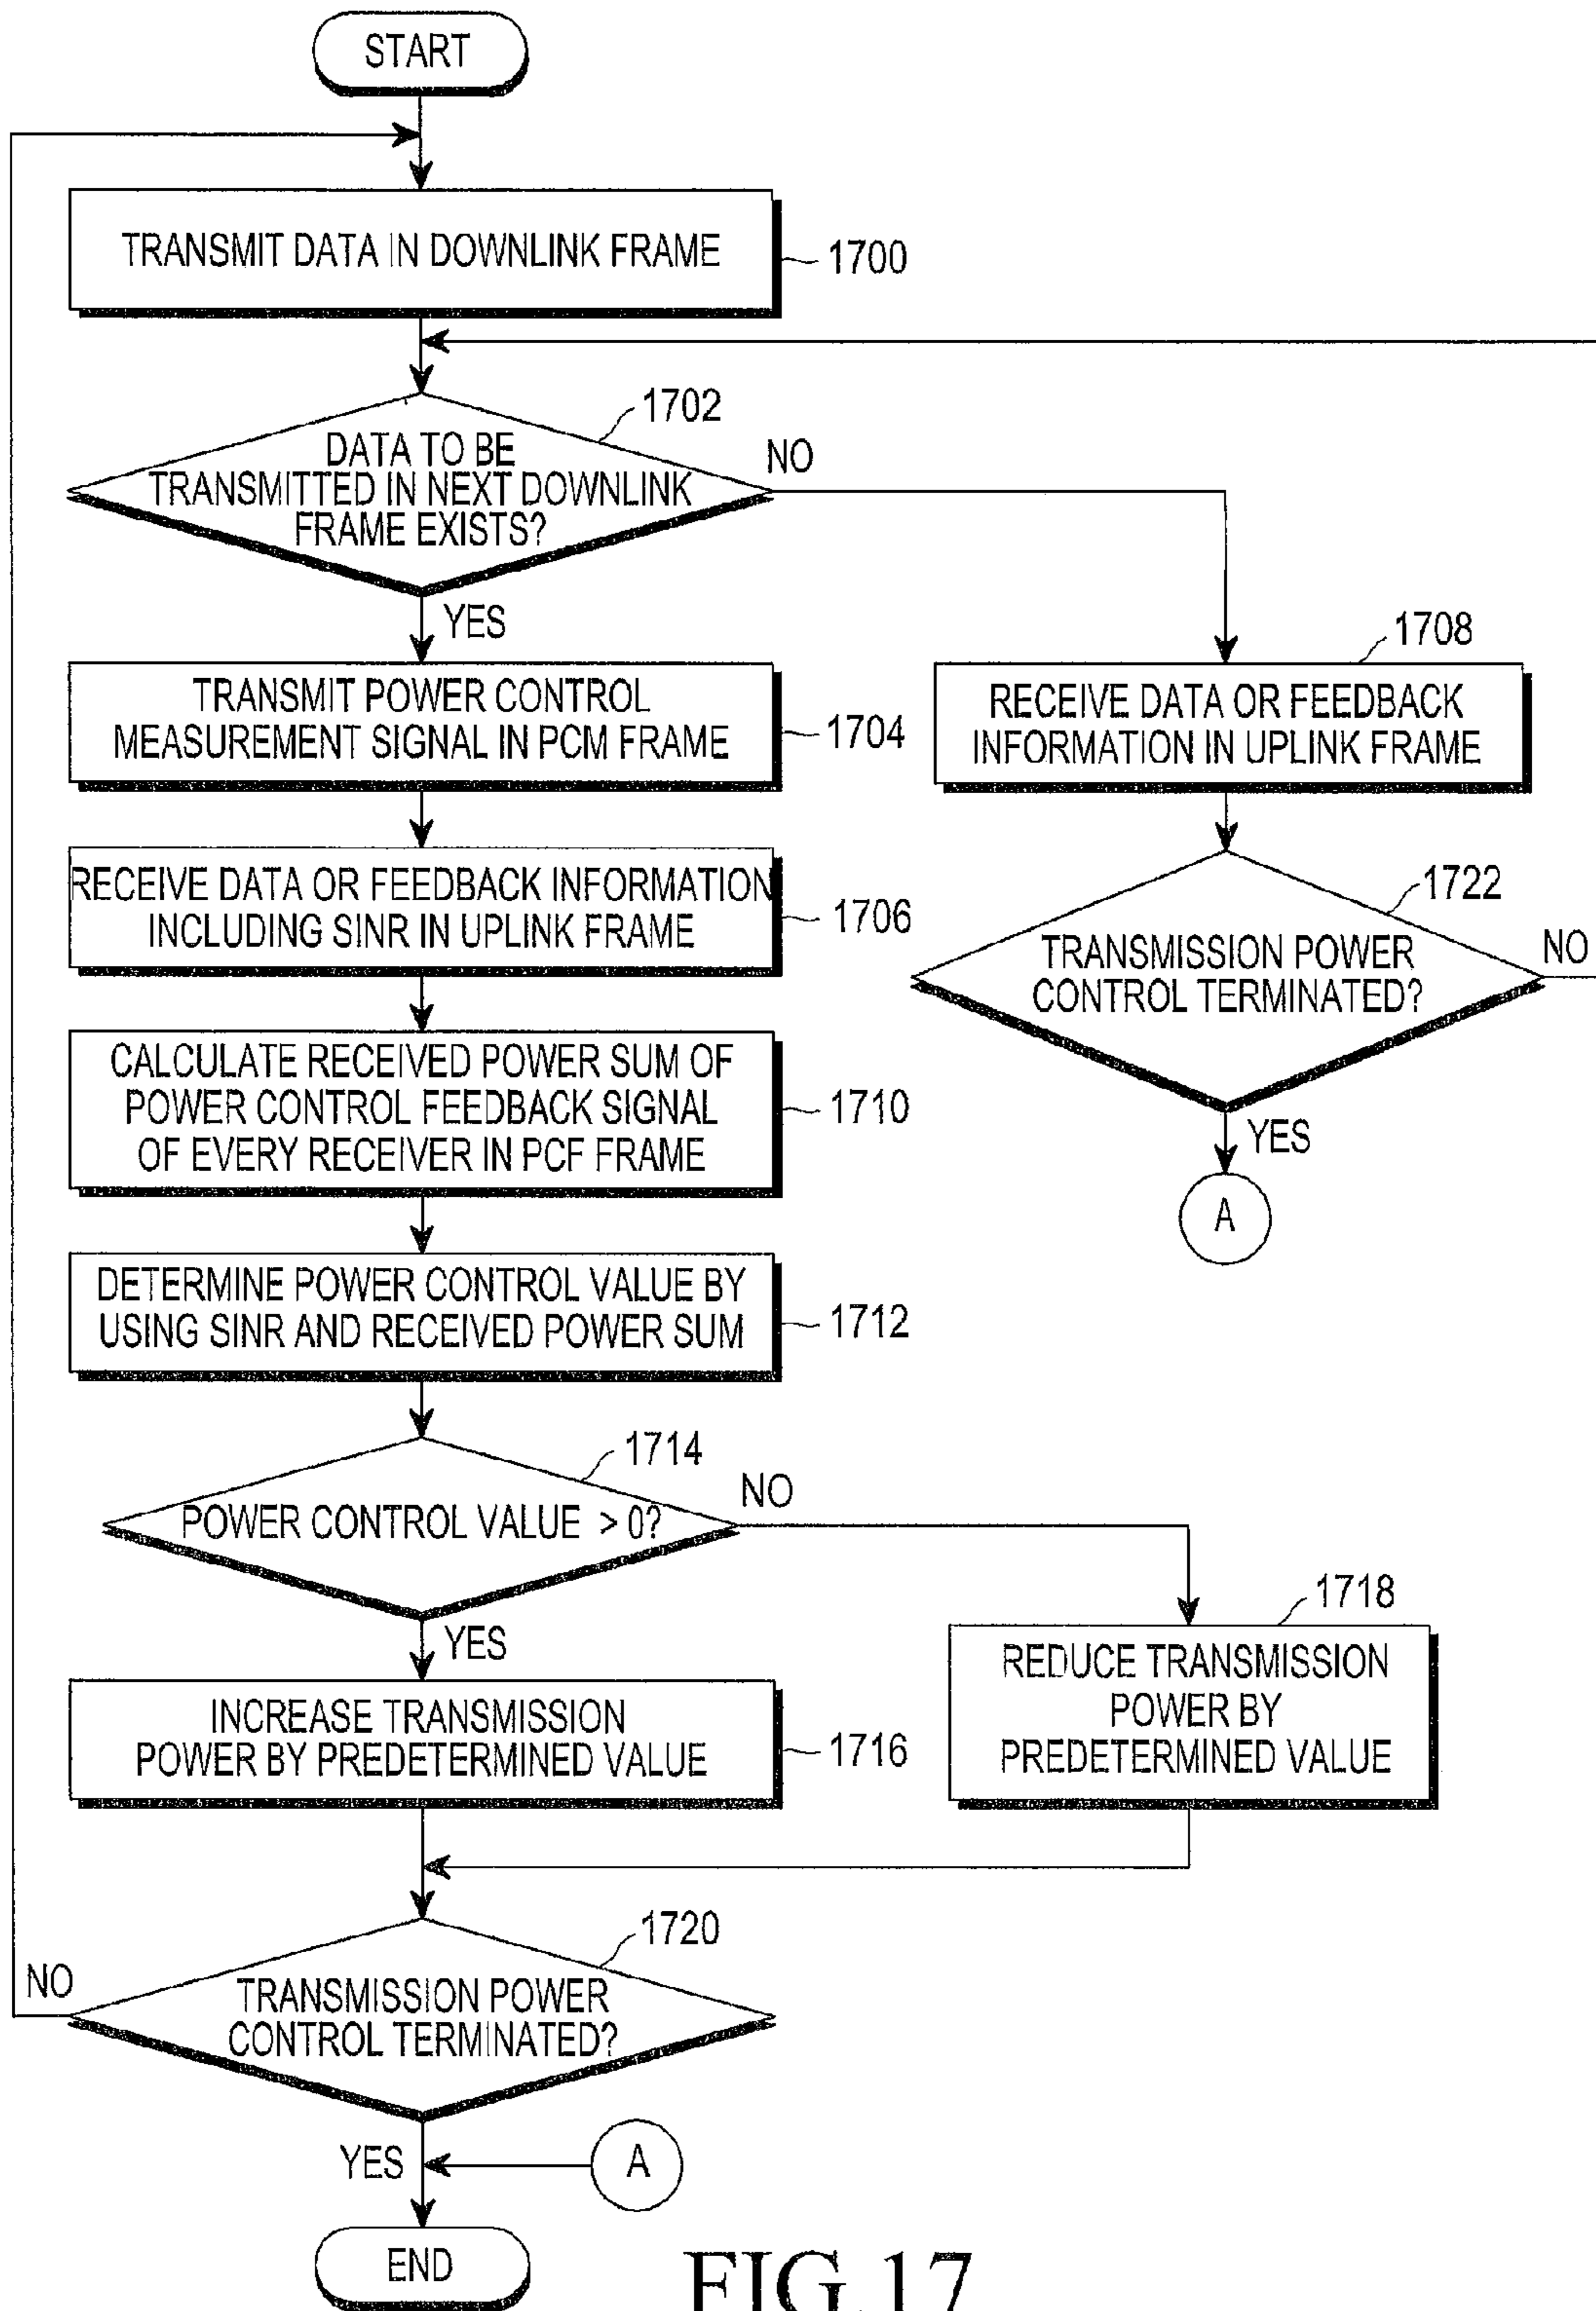 START
TRANSMIT DATA IN DOWNLINK FRAME
1700
1702
DATA TO BE
TRANSMITTED IN NEXT DOWNLINK
FRAME EXISTS?
NO
YES
TRANSMIT POWER CONTROL
MEASUREMENT SIGNAL IN PCM FRAME
1704
1708
RECEIVE DATA OR FEEDBACK
INFORMATION IN UPLINK FRAME
RECEIVE DATA OR FEEDBACK INFORMATION
INCLUDING SINR IN UPLINK FRAME
1706
1722
TRANSMISSION POWER
CONTROL TERMINATED?
NO
YES
A
CALCULATE RECEIVED POWER SUM OF
POWER CONTROL FEEDBACK SIGNAL
OF EVERY RECEIVER IN PCF FRAME
1710
DETERMINE POWER CONTROL VALUE BY
USING SINR AND RECEIVED POWER SUM
1712
1714
POWER CONTROL VALUE > 0?
NO
YES
1718
REDUCE TRANSMISSION
POWER BY
PREDETERMINED VALUE
INCREASE TRANSMISSION
POWER BY PREDETERMINED VALUE
1716
1720
TRANSMISSION POWER
CONTROL TERMINATED?
NO
YES
A
END
FIG.17